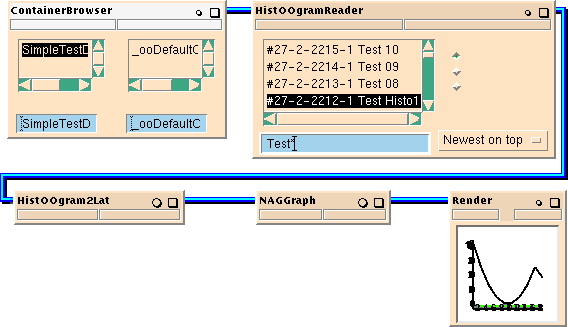 ContainerBrowser
HistOOgramReader
SimpleTestD
_ooDefaultC
#27-2-2215-1 Test 10
#27-2-2214-1 Test 09
#27-2-2213-1 Test 08
#27-2-2212-1 Test Histo1
SimpleTestD
_ooDefaultC
Test*
Newest on top
HistOOgram2Lat
NAGGraph
Render